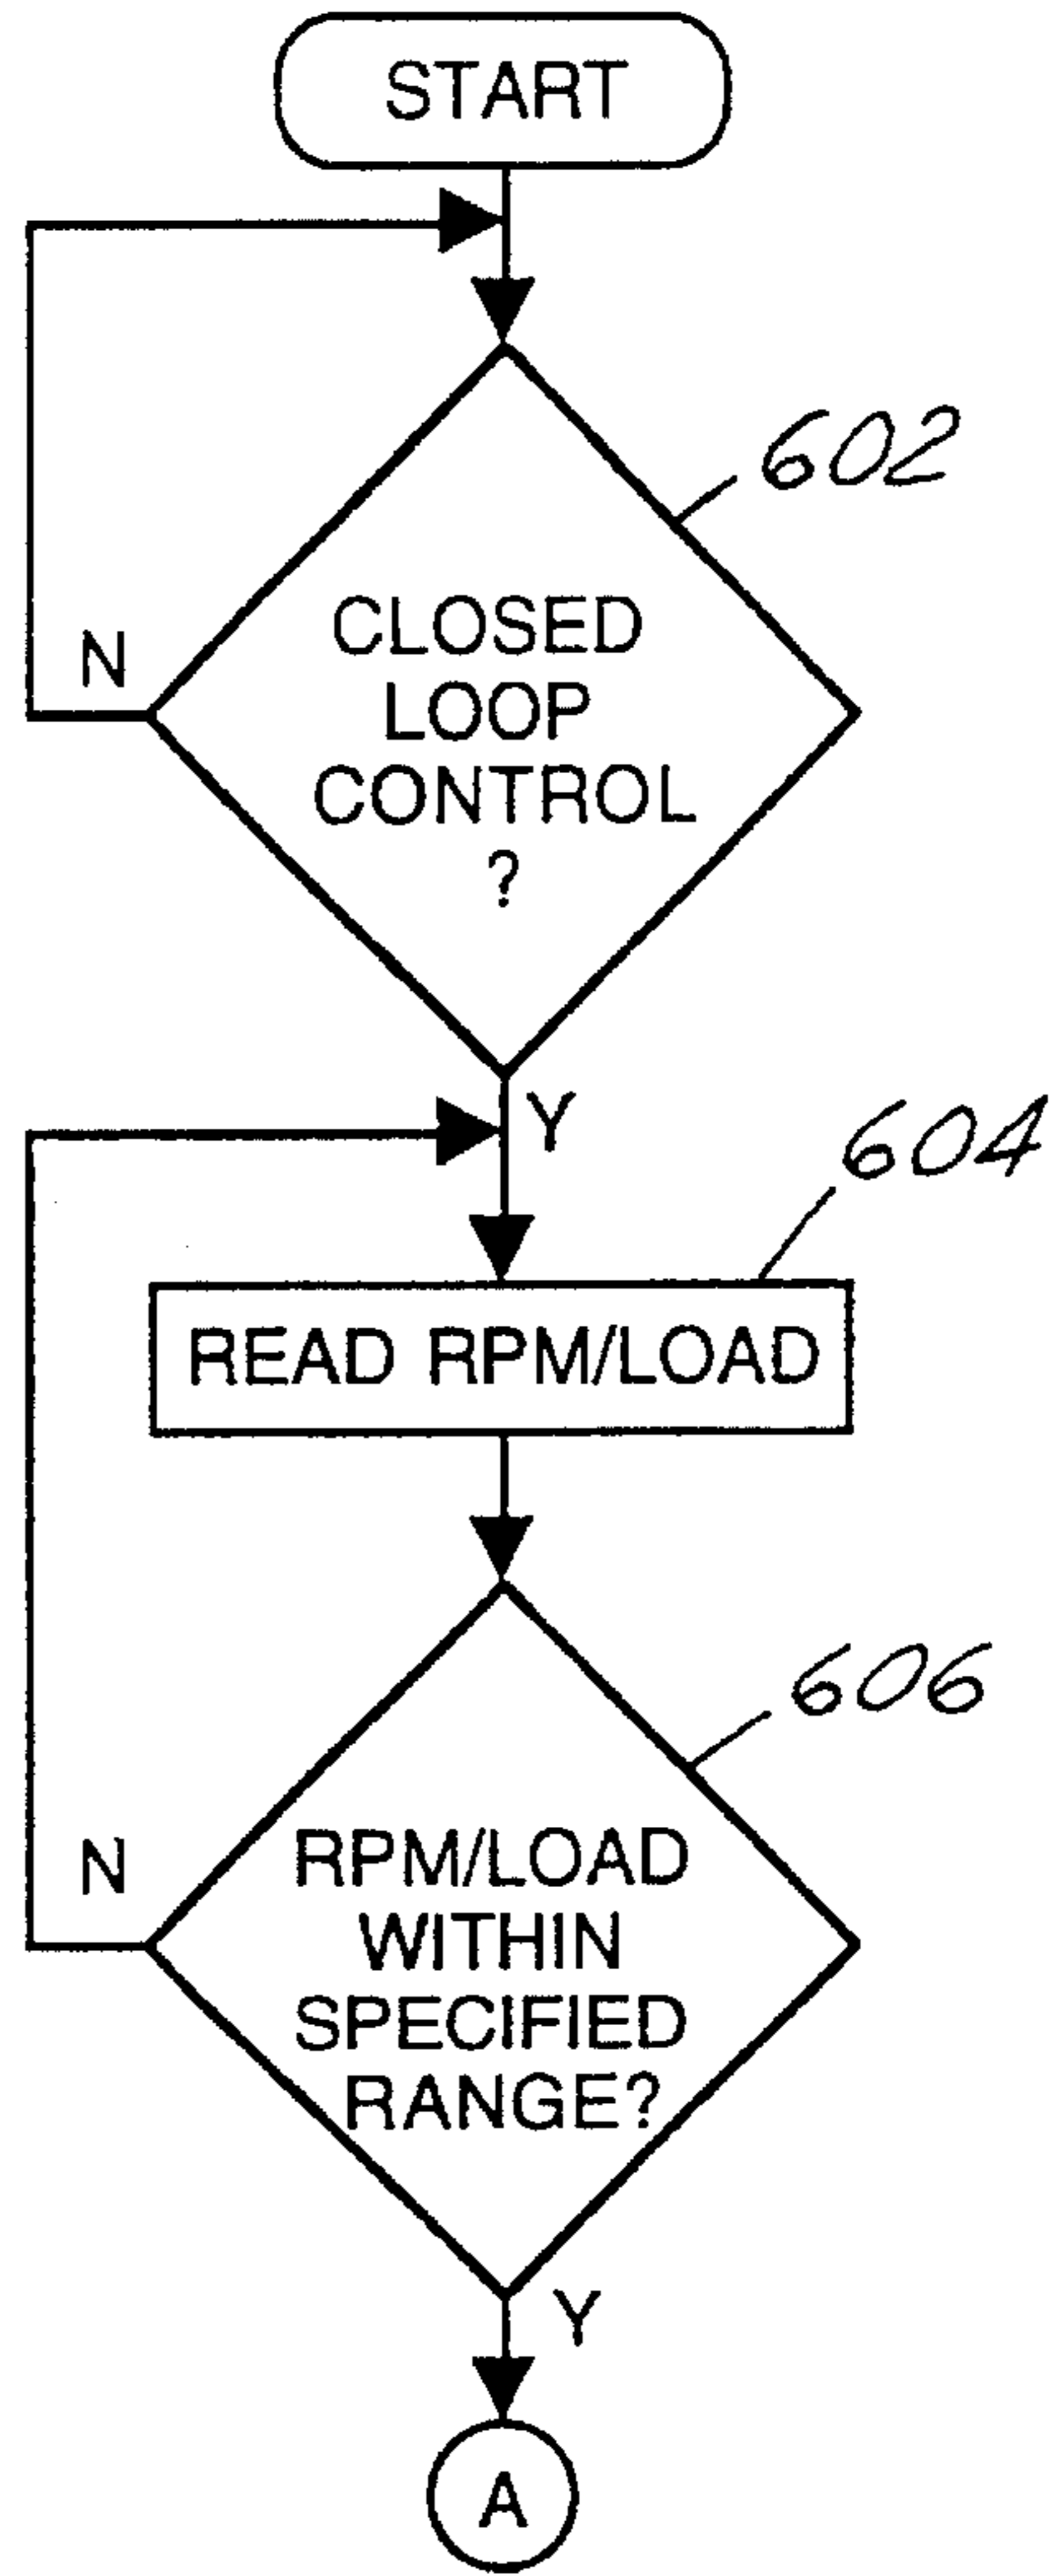 START
602
CLOSED
LOOP
CONTROL
?
N
Y
604
READ RPM/LOAD
606
RPM/LOAD
WITHIN
SPECIFIED
RANGE?
N
Y
A